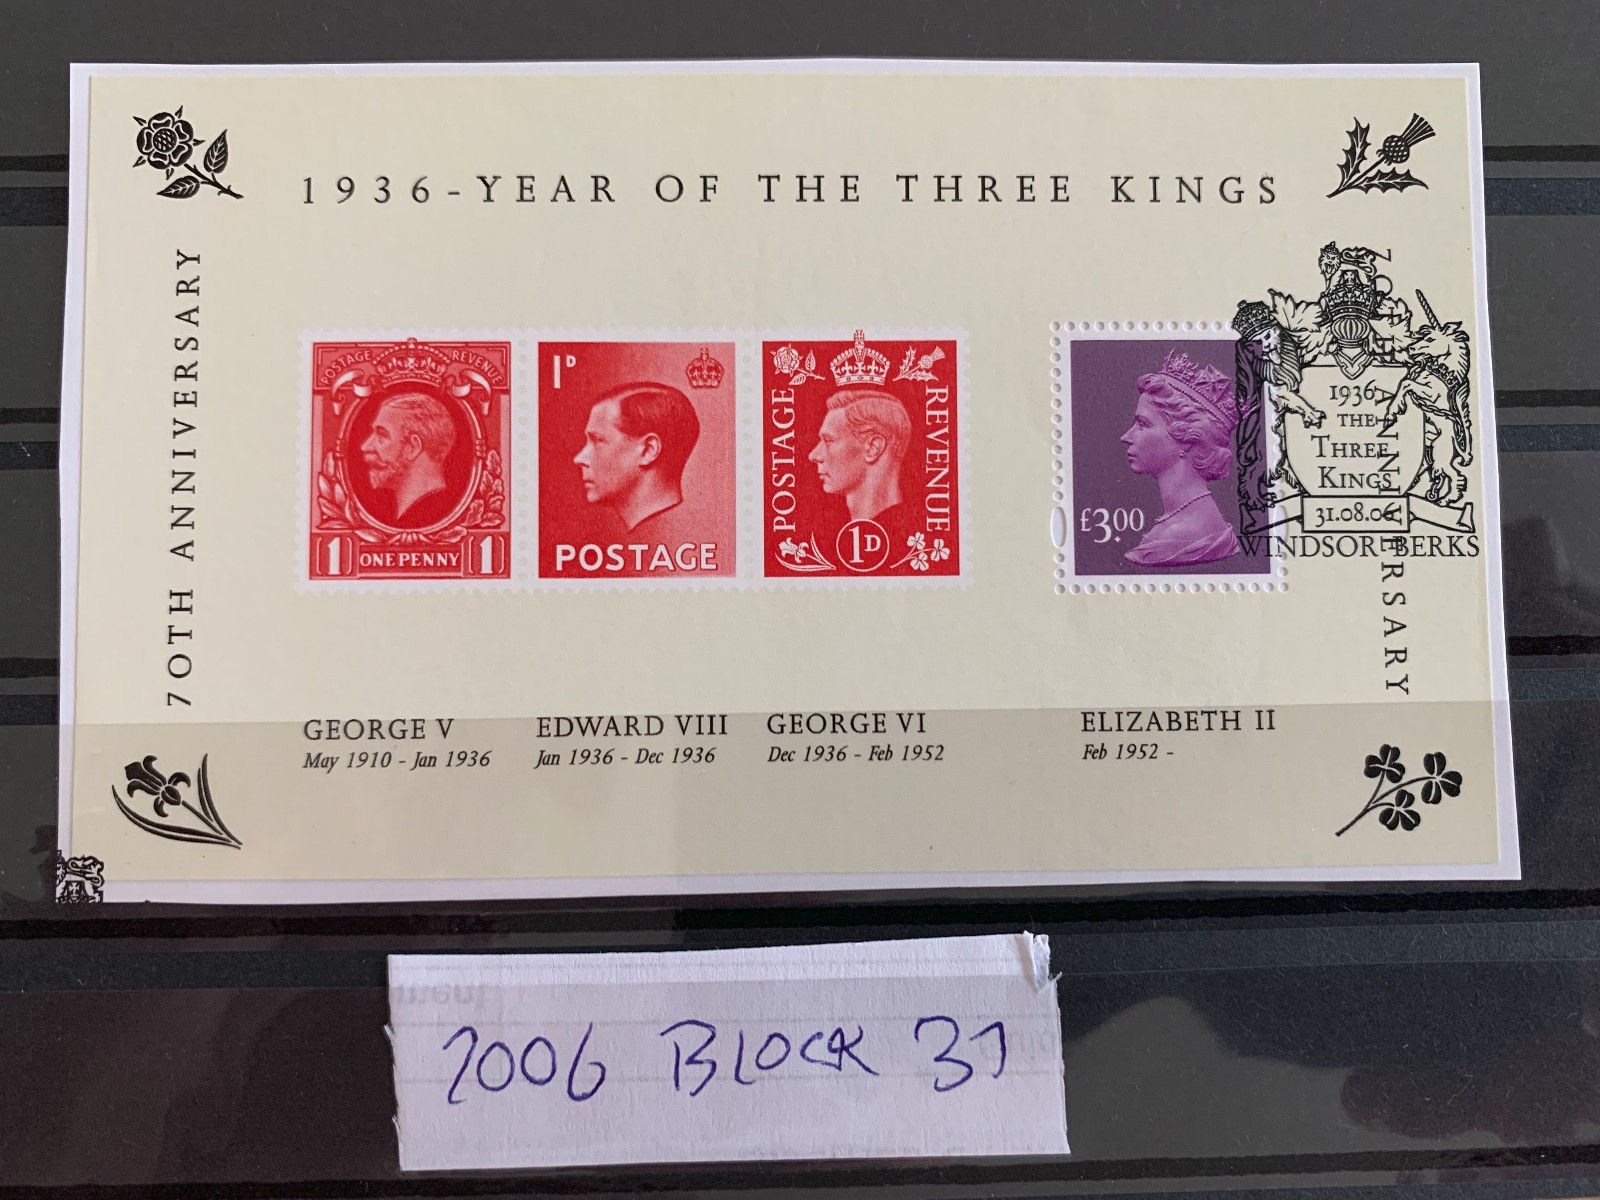 1936 - YEAR OF THE THREE KINGS
70TH ANNIVERSARY
70TH ANNIVERSARY
POSTAGE REVENUE
1 ONE PENNY 1
1D
POSTAGE
POSTAGE
REVENUE
1D
£3.00
1936
THE
THREE
KINGS
31.08.06
WINDSOR, BERKS
GEORGE V
May 1910 - Jan 1936
EDWARD VIII
Jan 1936 - Dec 1936
GEORGE VI
Dec 1936 - Feb 1952
ELIZABETH II
Feb 1952 -
2006 BLOCK 31